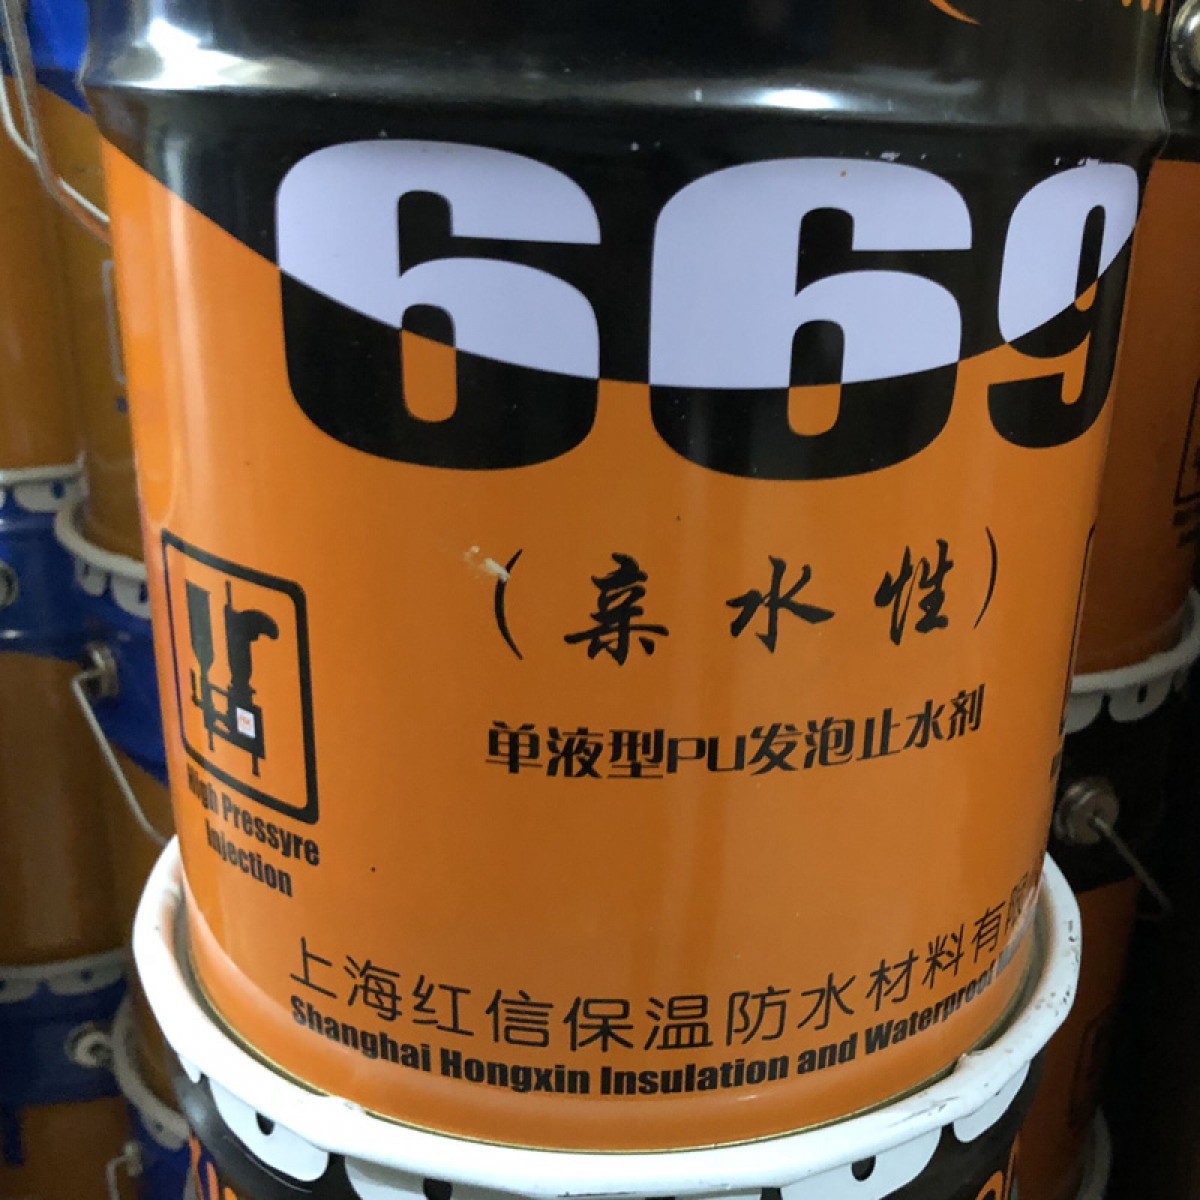 669
(亲水性)
单液型PU发泡止水剂
High Pressyre
Injection
上海红信保温防水材料有限
Shanghai Hongxin Insulation and Waterproof